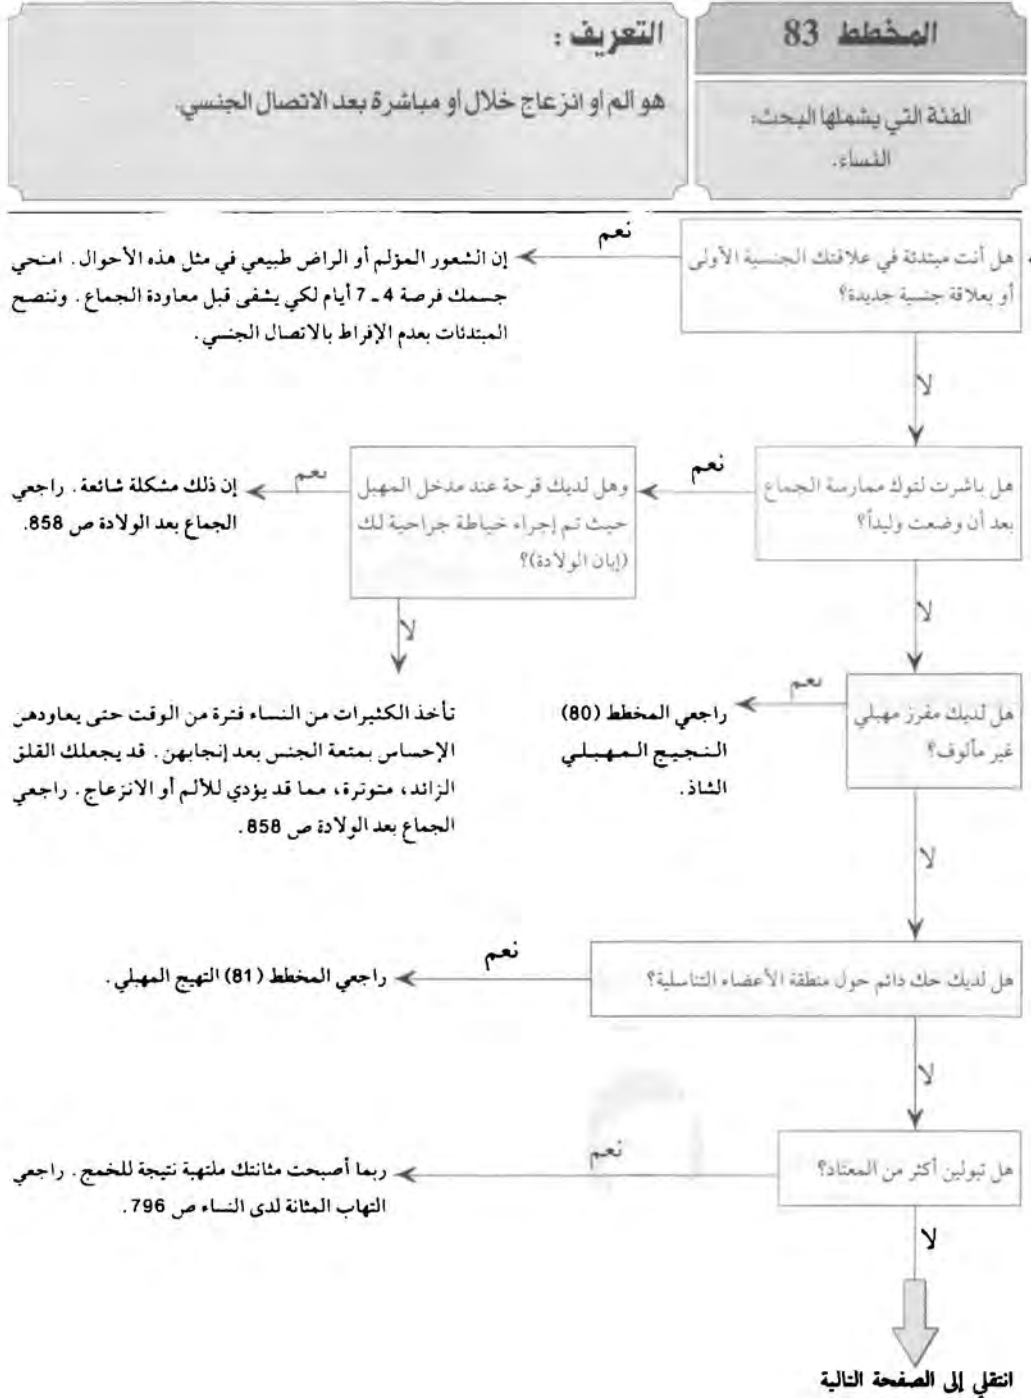 المخطط 83
الفئة التي يشملها البحث:
النساء.
التعريف :
هو الم او انزعاج خلال او مباشرة بعد الاتصال الجنسي.
هل أنت مبتدئة في علاقتك الجنسية الأولى
أو بعلاقة جنسية جديدة؟
نعم
إن الشعور المؤلم أو الراض طبيعي في مثل هذه الأحوال. امنحي
جسمك فرصة 4 ـ 7 أيام لكي يشفى قبل معاودة الجماع. وننصح
المبتدئات بعدم الإفراط بالاتصال الجنسي.
لا
هل باشرت لتوك ممارسة الجماع
بعد أن وضعت وليداً؟
نعم
وهل لديك قرحة عند مدخل المهبل
حيث تم إجراء خياطة جراحية لك
(إبان الولادة)؟
نعم
إن ذلك مشكلة شائعة. راجعي
الجماع بعد الولادة ص 858.
لا
تأخذ الكثيرات من النساء فترة من الوقت حتى يعاودهن
الإحساس بمتعة الجنس بعد إنجابهن. قد يجعلك القلق
الزائد، متوترة، مما قد يؤدي للألم أو الانزعاج. راجعي
الجماع بعد الولادة ص 858.
لا
هل لديك مفرز مهبلي
غير مألوف؟
نعم
راجعي المخطط (80)
النجيج المهبلي
الشاذ.
لا
هل لديك حك دائم حول منطقة الأعضاء التناسلية؟
نعم
راجعي المخطط (81) التهيج المهبلي.
لا
هل تبولين أكثر من المعتاد؟
نعم
ربما أصبحت مثانتك ملتهبة نتيجة للخمج. راجعي
التهاب المثانة لدى النساء ص 796.
لا
انتقلي إلى الصفحة التالية